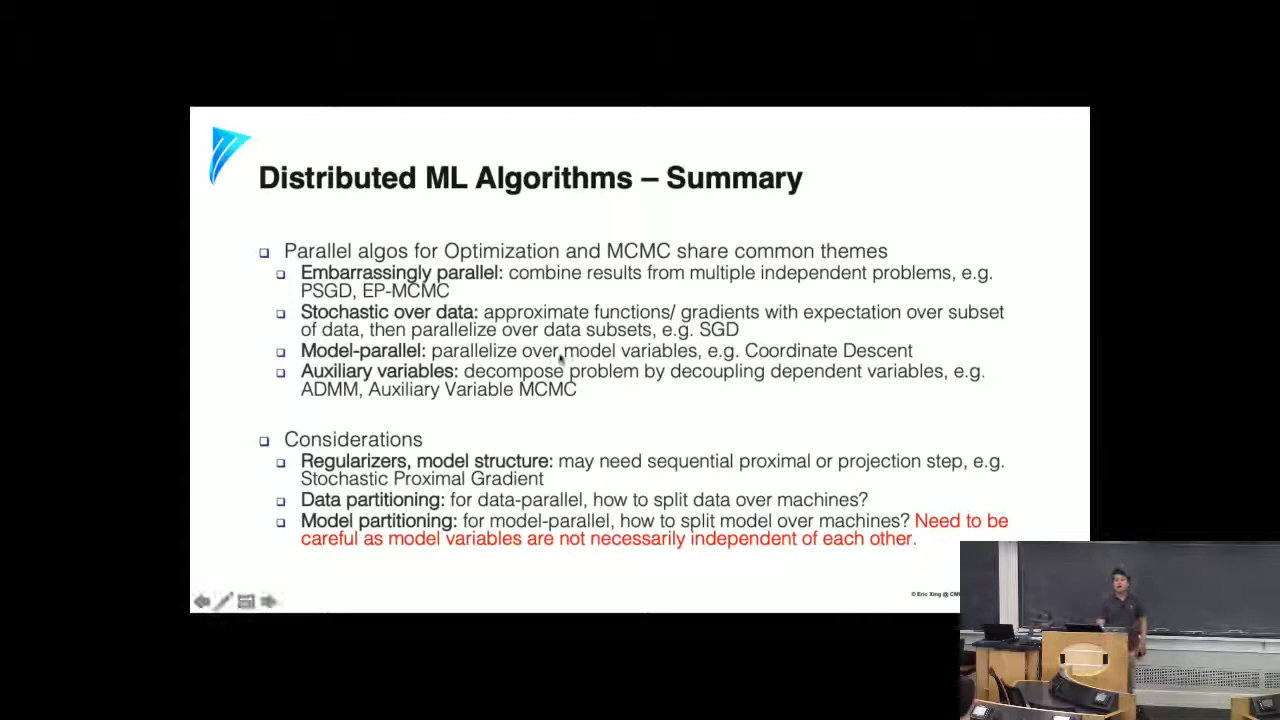 Distributed ML Algorithms – Summary
Parallel algos for Optimization and MCMC share common themes
Embarrassingly parallel: combine results from multiple independent problems, e.g.
PSGD, EP-MCMC
Stochastic over data: approximate functions/ gradients with expectation over subset
of data, then parallelize over data subsets, e.g. SGD
Model-parallel: parallelize over model variables, e.g. Coordinate Descent
Auxiliary variables: decompose problem by decoupling dependent variables, e.g.
ADMM, Auxiliary Variable MCMC
Considerations
Regularizers, model structure: may need sequential proximal or projection step, e.g.
Stochastic Proximal Gradient
Data partitioning: for data-parallel, how to split data over machines?
Model partitioning: for model-parallel, how to split model over machines? Need to be
careful as model variables are not necessarily independent of each other.
© Eric Xing @ CM